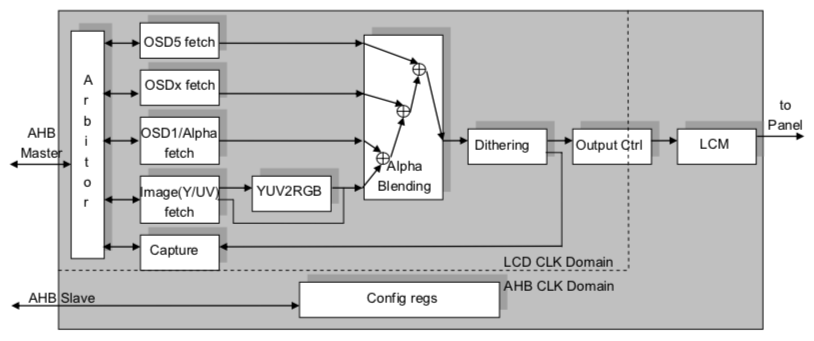 OSD5 fetch
OSDx fetch
A
r
b
i
t
o
r
AHB
Master
OSD1/Alpha
fetch
Image(Y/UV)
fetch
YUV2RGB
Alpha
Blending
Dithering
Output Ctrl
LCM
to
Panel
Capture
LCD CLK Domain
AHB CLK Domain
AHB Slave
Config regs